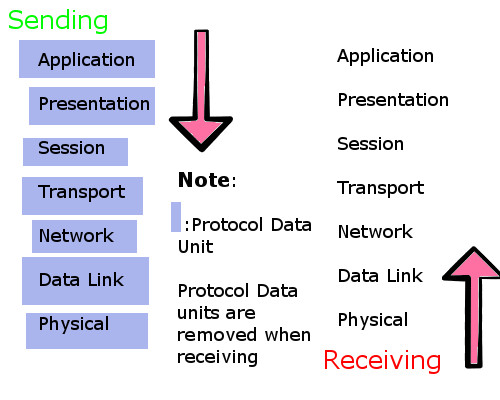 Sending
Application
Presentation
Session
Transport
Network
Data Link
Physical
Note:
:Protocol Data
Unit
Protocol Data
units are
removed when
receiving
Application
Presentation
Session
Transport
Network
Data Link
Physical
Receiving